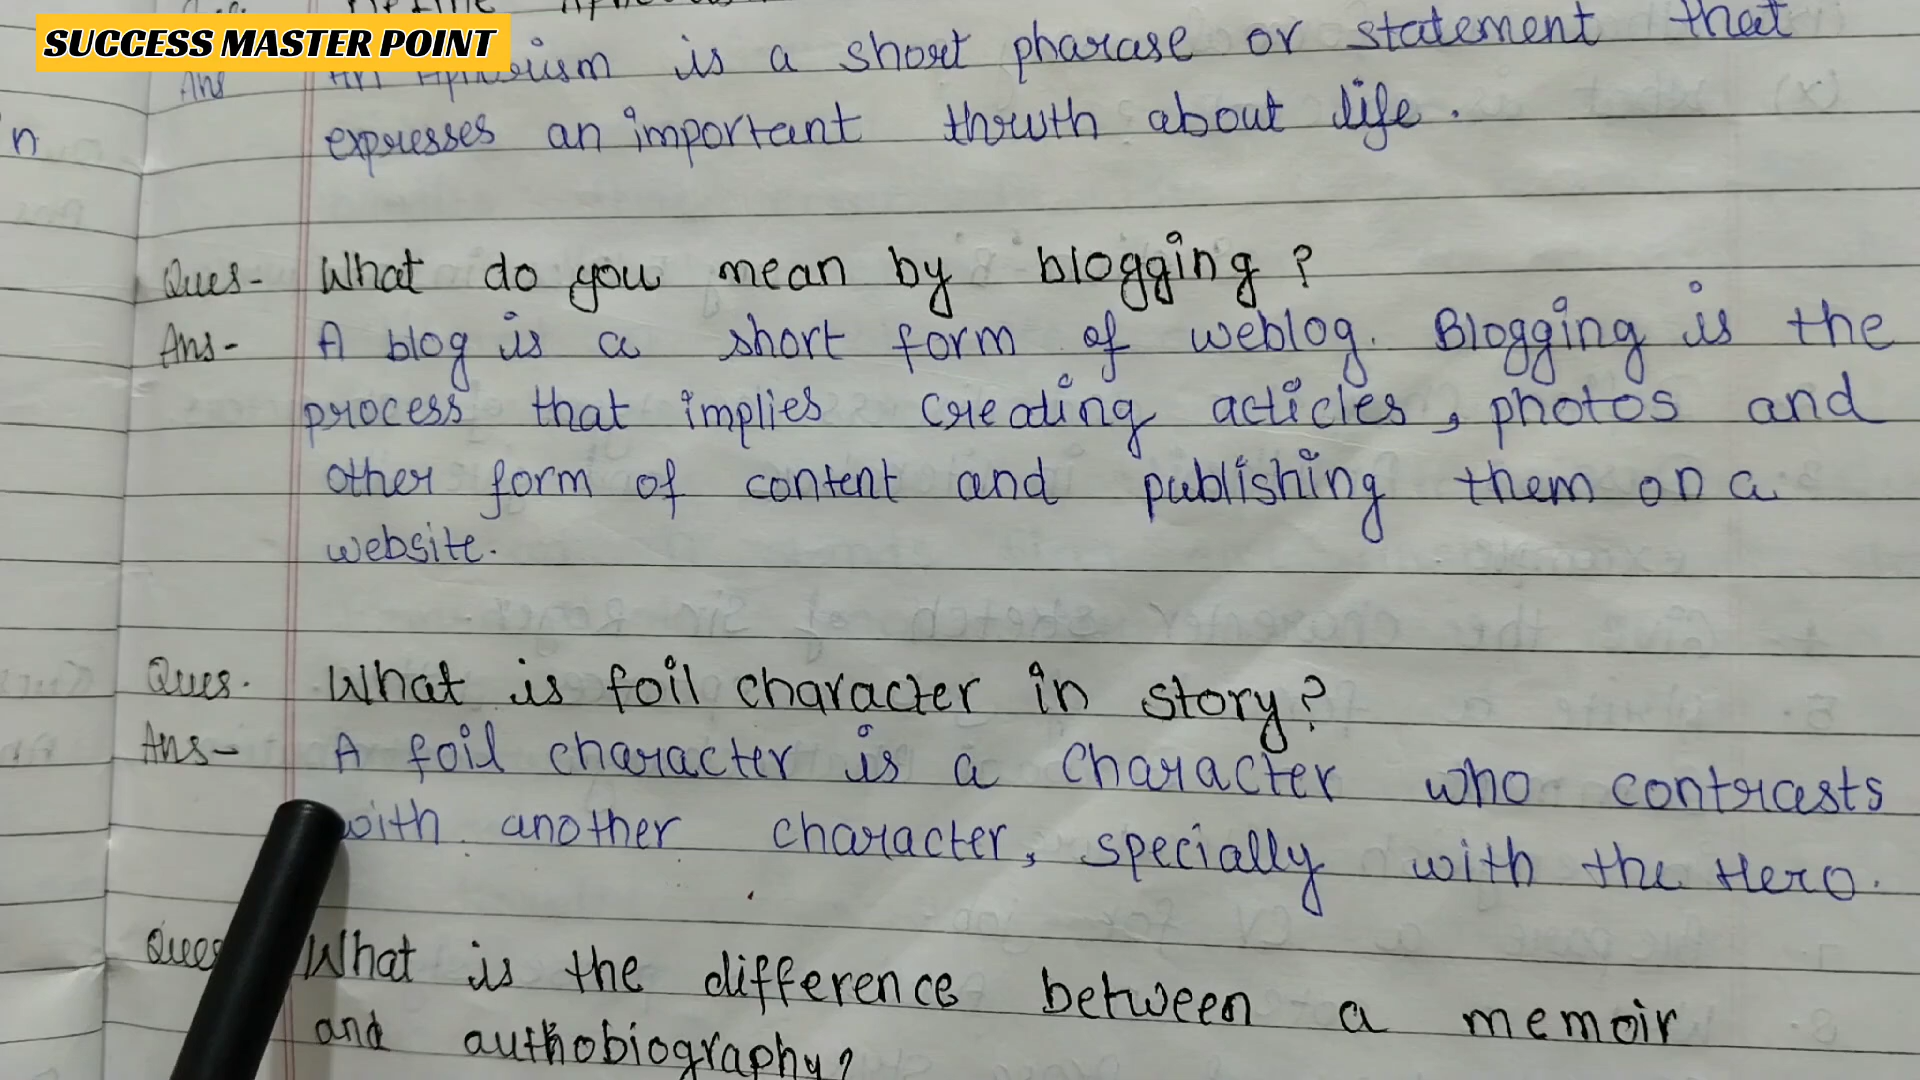 SUCCESS MASTER POINT
Ans
is a short pharase or statement that
n
expresses an important thruth about life.
Ques- What do you mean by blogging?
Ans- A blog is a short form of weblog. Blogging is the
process that implies creating acticles, photos and
other form of content and publishing them on a
website.
Ques. What is foil character in story?
Ans- A foil character is a character who contrasts
with another character, specially with the Hero.
Ques What is the difference between a memoir
and authobiography?